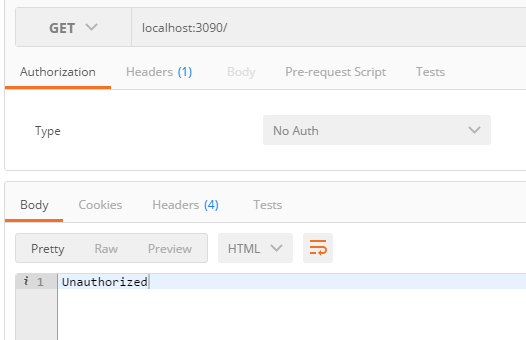 GET localhost:3090/
Authorization Headers (1) Body Pre-request Script Tests
Type No Auth
Body Cookies Headers (4) Tests
Pretty Raw Preview HTML
i 1 Unauthorized